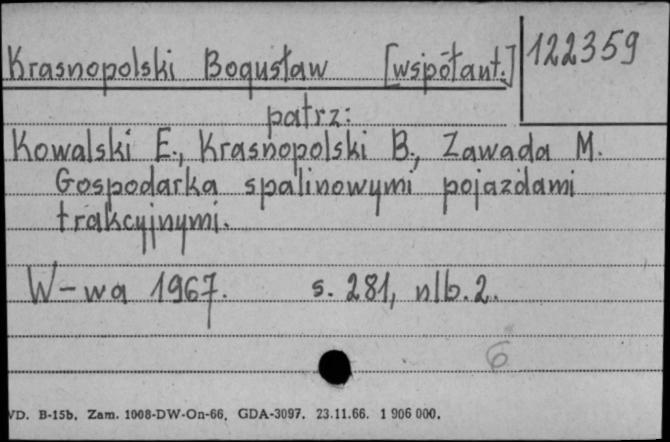 Krasnopolski Bogusław [współaut.] 122359
patrz:
Kowalski E., Krasnopolski B., Zawada M.
Gospodarka spalinowymi pojazdami
trakcyjnymi.
W-wa 1967. s. 281, nlb. 2.
6
VD. B-15b, Zam. 1008-DW-On-66, GDA-3097. 23.11.66. 1 906 000.